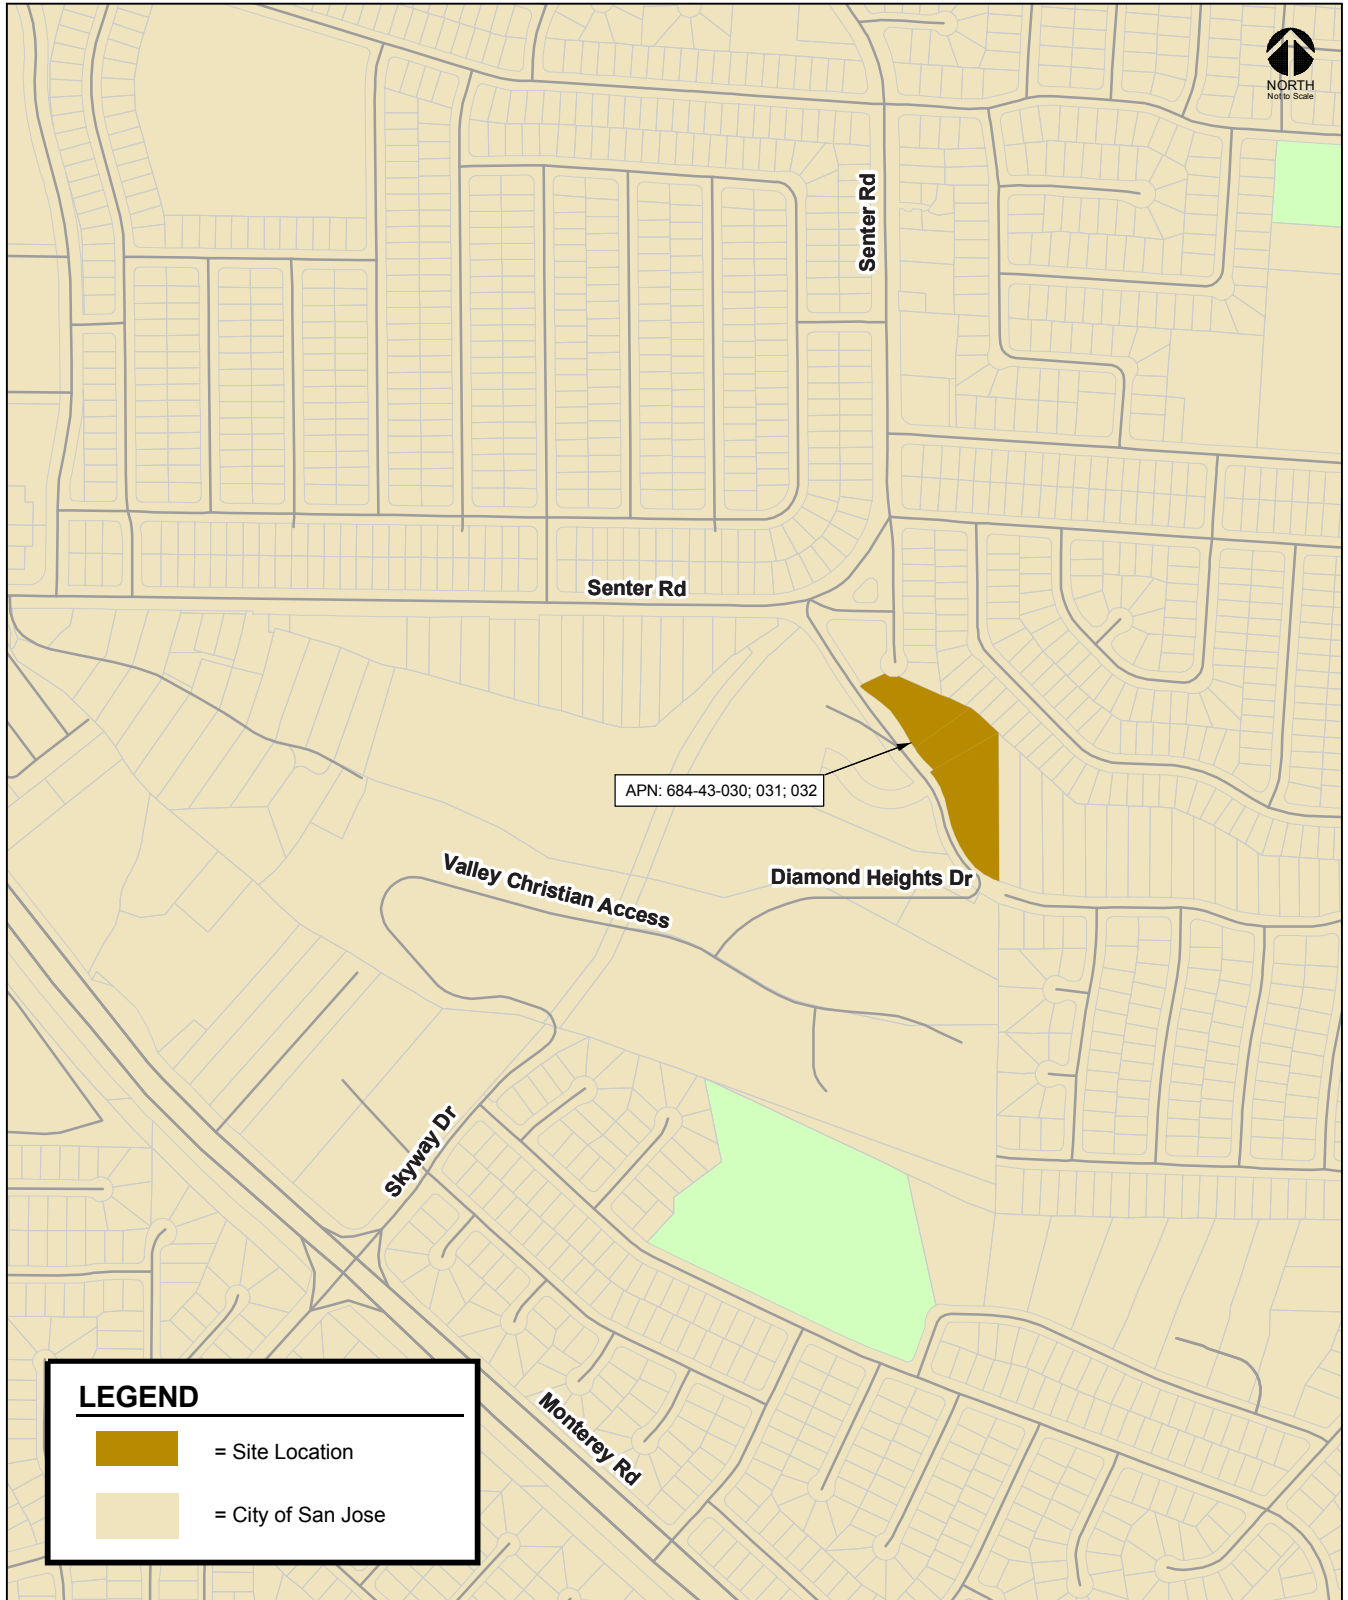 NORTH
Not to Scale
Senter Rd
Senter Rd
APN: 684-43-030; 031; 032
Valley Christian Access
Diamond Heights Dr
Skyway Dr
Monterey Rd
LEGEND
= Site Location
= City of San Jose